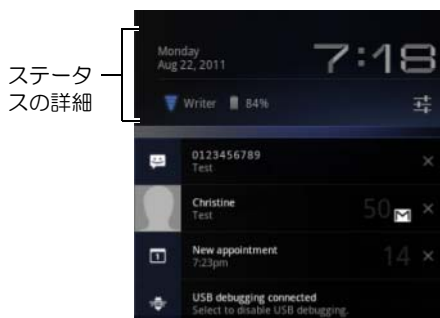 ステータ
スの詳細
Monday
Aug 22, 2011
7:18
Writer 84%
0123456789
Test
Christine
Test
50
New appointment
7:23pm
14
USB debugging connected
Select to disable USB debugging.